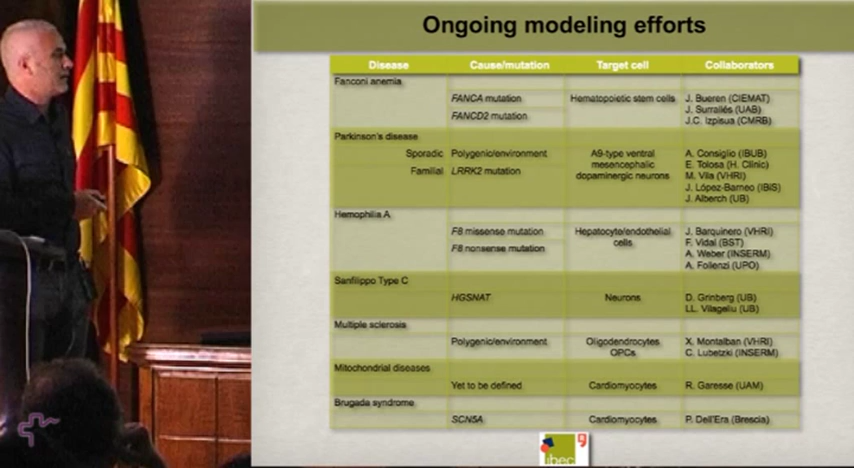 Ongoing modeling efforts
Disease Cause/mutation Target cell Collaborators
Fanconi anemia
FANCA mutation Hematopoietic stem cells J. Bueren (CIEMAT)
FANCD2 mutation J. Surrallés (UAB)
J.C. Izpisua (CMRB)
Parkinson's disease
Sporadic Polygenic/environment A9-type ventral A. Consiglio (IBUB)
mesencephalic E. Tolosa (H. Clínic)
Familial LRRK2 mutation dopaminergic neurons M. Vila (VHRI)
J. López-Barneo (IBiS)
J. Alberch (UB)
Hemophilia A
F8 missense mutation Hepatocyte/endothelial J. Barquinero (VHRI)
F8 nonsense mutation cells F. Vidal (BST)
A. Weber (INSERM)
A. Follenzi (UPO)
Sanfilippo Type C
HGSNAT Neurons D. Grinberg (UB)
LL. Vilageliu (UB)
Multiple sclerosis
Polygenic/environment Oligodendrocytes X. Montalban (VHRI)
OPCs C. Lubetzki (INSERM)
Mitochondrial diseases
Yet to be defined Cardiomyocytes R. Garesse (UAM)
Brugada syndrome
SCN5A Cardiomyocytes P. Dell'Era (Brescia)
ibec